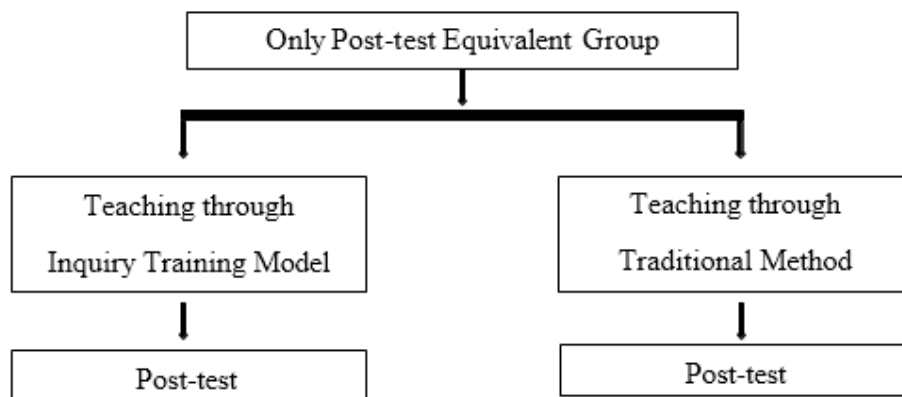 Only Post-test Equivalent Group
Teaching through
Inquiry Training Model
Teaching through
Traditional Method
Post-test
Post-test